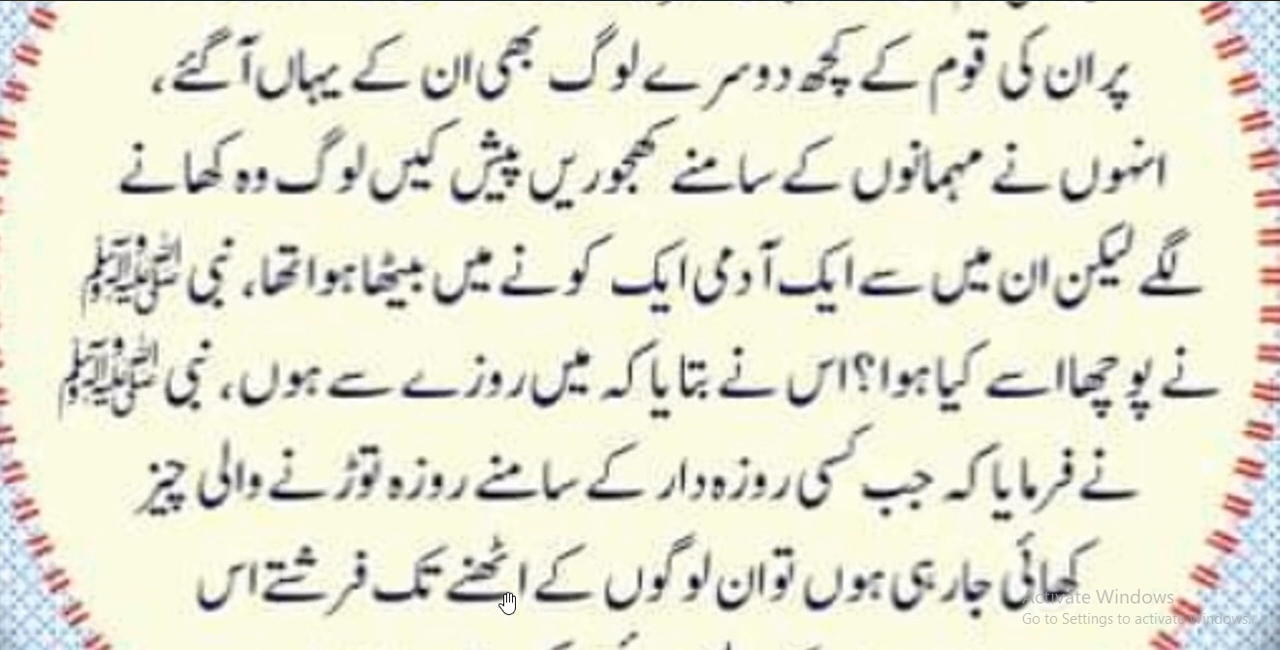 پر ان کی قوم کے کچھ دوسرے لوگ بھی ان کے یہاں آگئے،
انہوں نے مہمانوں کے سامنے کھجوریں پیش کیں لوگ وہ کھانے
لگے لیکن ان میں سے ایک آدمی ایک کونے میں بیٹھا ہوا تھا، نبی ﷺ
نے پوچھا اسے کیا ہوا؟ اس نے بتایا کہ میں روزے سے ہوں، نبی ﷺ
نے فرمایا کہ جب کسی روزہ دار کے سامنے روزہ توڑنے والی چیز
کھائی جا رہی ہوں تو ان لوگوں کے اٹھنے تک فرشتے اس
Activate Windows
Go to Settings to activate Windows.